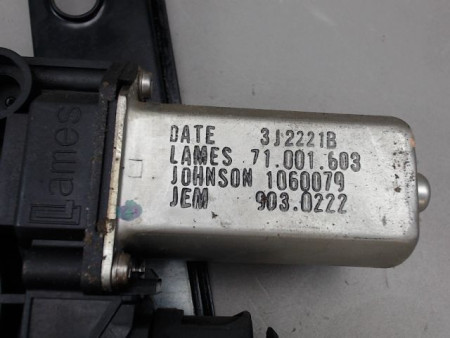 DATE 3J2221B
LAMES 71.001.603
JOHNSON 1060079
JEM 903.0222
Lames